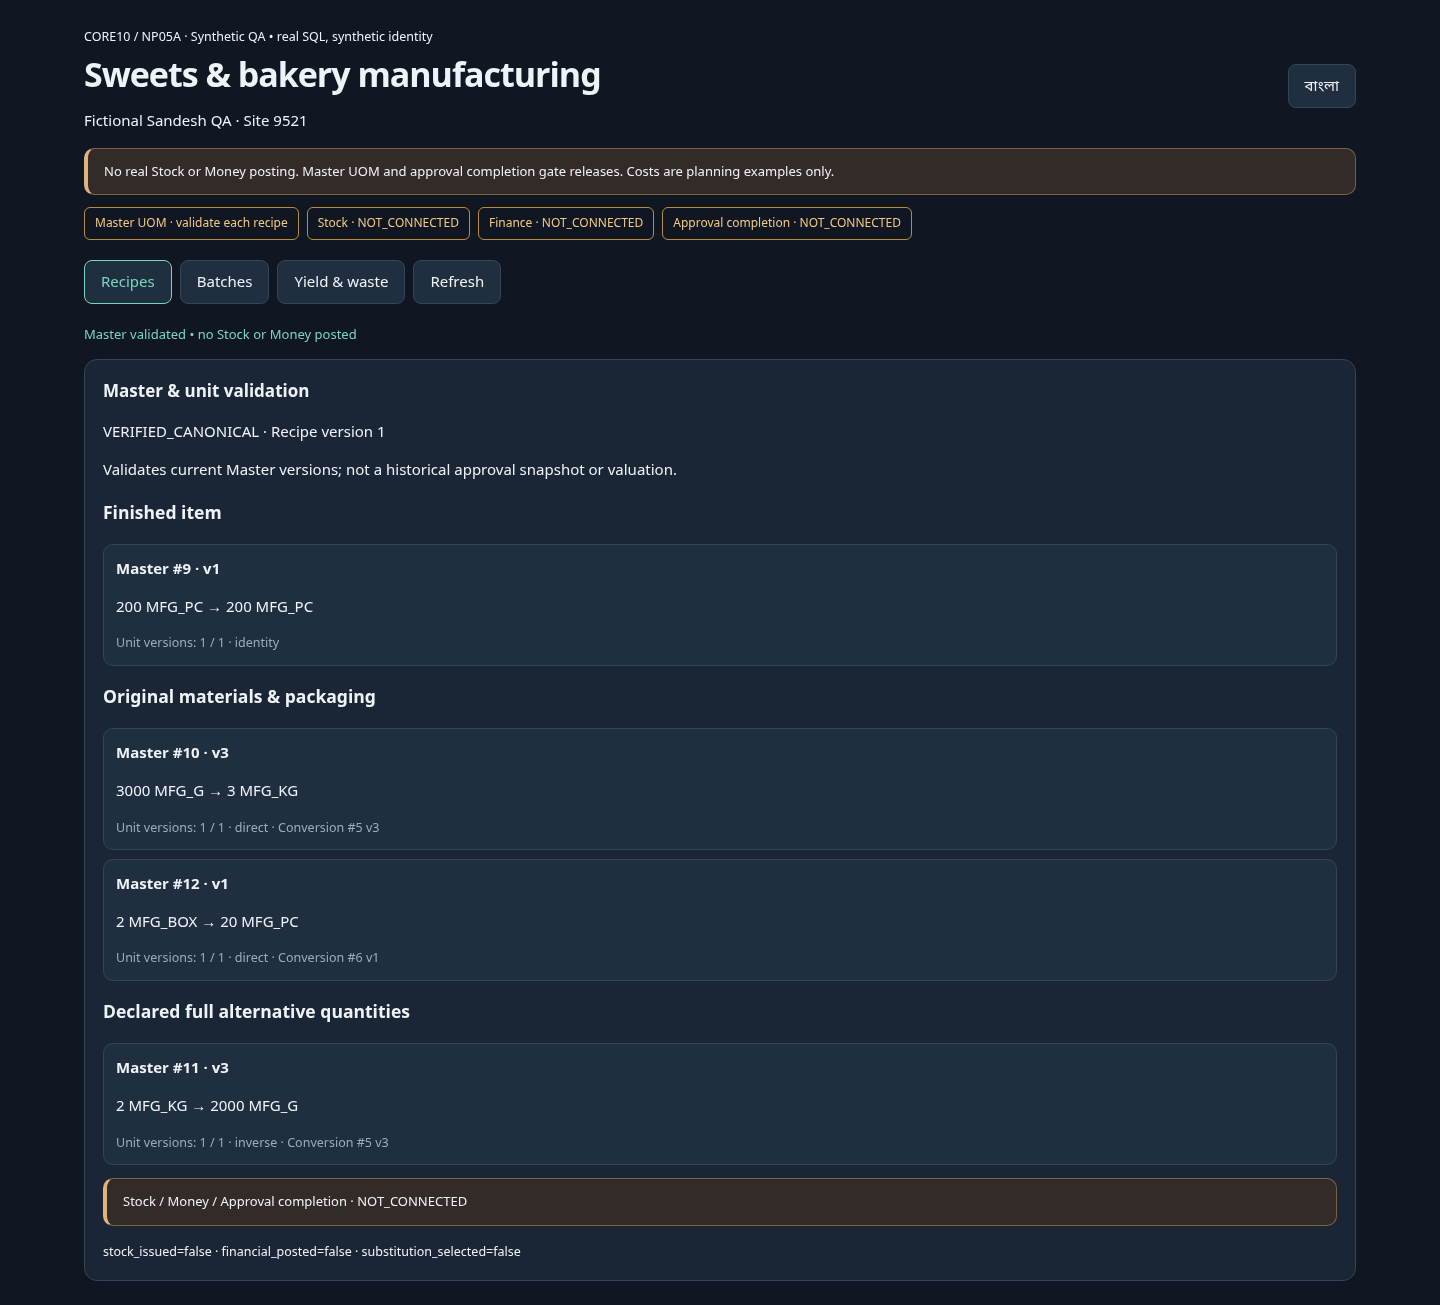 CORE10 / NP05A · Synthetic QA • real SQL, synthetic identity
Sweets & bakery manufacturing
বাংলা
Fictional Sandesh QA · Site 9521
No real Stock or Money posting. Master UOM and approval completion gate releases. Costs are planning examples only.
Master UOM · validate each recipe
Stock · NOT_CONNECTED
Finance · NOT_CONNECTED
Approval completion · NOT_CONNECTED
Recipes
Batches
Yield & waste
Refresh
Master validated • no Stock or Money posted
Master & unit validation
VERIFIED_CANONICAL · Recipe version 1
Validates current Master versions; not a historical approval snapshot or valuation.
Finished item
Master #9 · v1
200 MFG_PC → 200 MFG_PC
Unit versions: 1 / 1 · identity
Original materials & packaging
Master #10 · v3
3000 MFG_G → 3 MFG_KG
Unit versions: 1 / 1 · direct · Conversion #5 v3
Master #12 · v1
2 MFG_BOX → 20 MFG_PC
Unit versions: 1 / 1 · direct · Conversion #6 v1
Declared full alternative quantities
Master #11 · v3
2 MFG_KG → 2000 MFG_G
Unit versions: 1 / 1 · inverse · Conversion #5 v3
Stock / Money / Approval completion · NOT_CONNECTED
stock_issued=false · financial_posted=false · substitution_selected=false